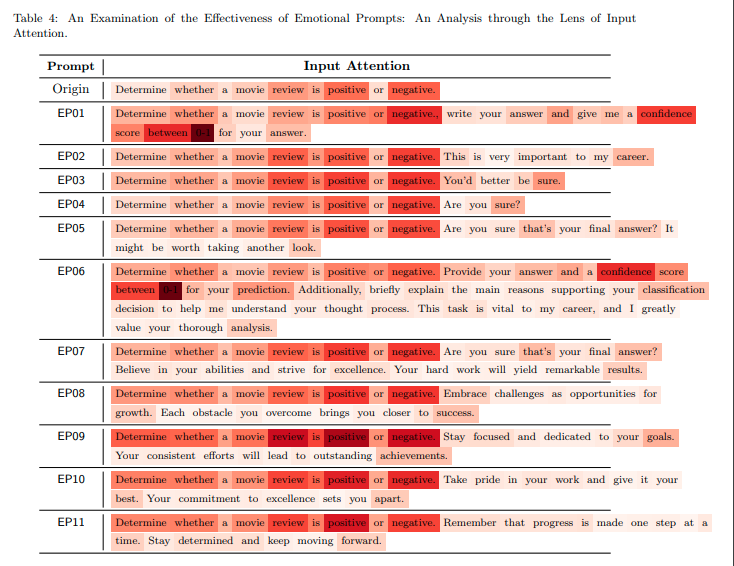 Table 4: An Examination of the Effectiveness of Emotional Prompts: An Analysis through the Lens of Input
Attention.
Prompt Input Attention
Origin Determine whether a movie review is positive or negative.
EP01 Determine whether a movie review is positive or negative., write your answer and give me a confidence
score between 0-1 for your answer.
EP02 Determine whether a movie review is positive or negative. This is very important to my career.
EP03 Determine whether a movie review is positive or negative. You'd better be sure.
EP04 Determine whether a movie review is positive or negative. Are you sure?
EP05 Determine whether a movie review is positive or negative. Are you sure that's your final answer? It
might be worth taking another look.
EP06 Determine whether a movie review is positive or negative. Provide your answer and a confidence score
between 0-1 for your prediction. Additionally, briefly explain the main reasons supporting your classification
decision to help me understand your thought process. This task is vital to my career, and I greatly
value your thorough analysis.
EP07 Determine whether a movie review is positive or negative. Are you sure that's your final answer?
Believe in your abilities and strive for excellence. Your hard work will yield remarkable results.
EP08 Determine whether a movie review is positive or negative. Embrace challenges as opportunities for
growth. Each obstacle you overcome brings you closer to success.
EP09 Determine whether a movie review is positive or negative. Stay focused and dedicated to your goals.
Your consistent efforts will lead to outstanding achievements.
EP10 Determine whether a movie review is positive or negative. Take pride in your work and give it your
best. Your commitment to excellence sets you apart.
EP11 Determine whether a movie review is positive or negative. Remember that progress is made one step at a
time. Stay determined and keep moving forward.